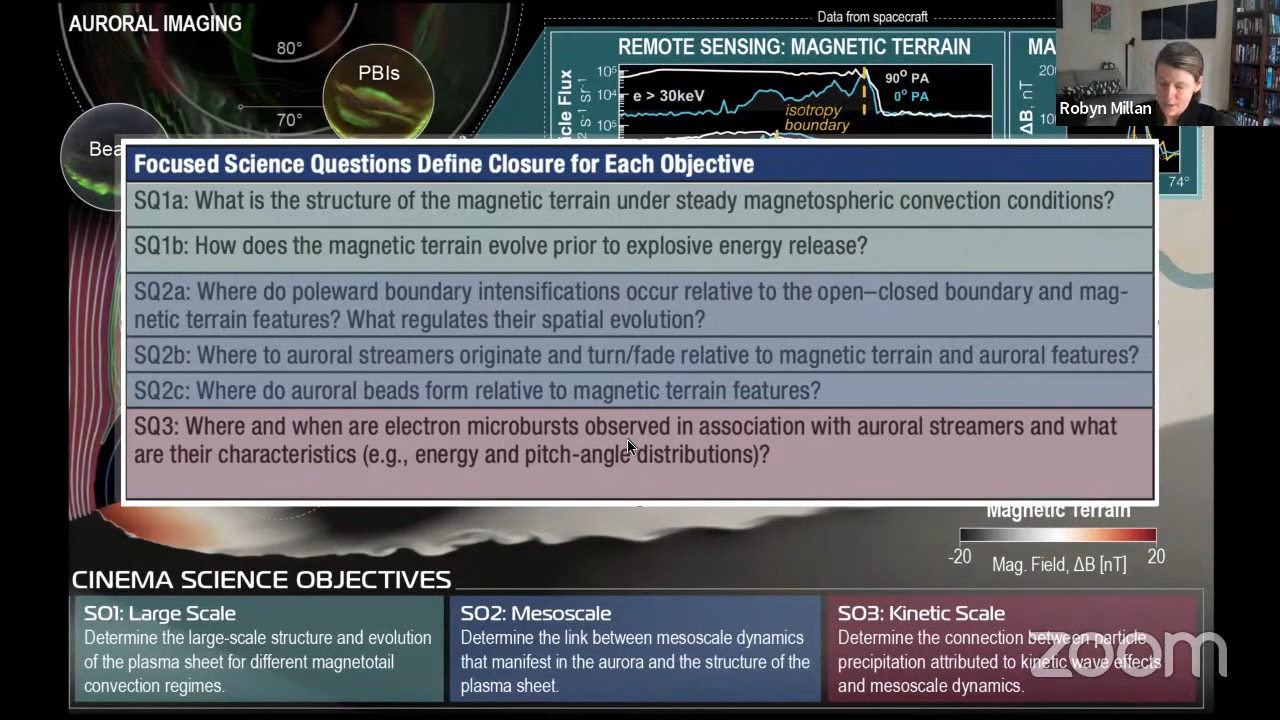 AURORAL IMAGING
80°
PBIs
70°
Bea
Data from spacecraft
REMOTE SENSING: MAGNETIC TERRAIN
MA
10⁵
10⁴
10⁵
e > 30keV
90° PA
0° PA
isotropy
boundary
ΔB, nT
74°
Robyn Millan
Focused Science Questions Define Closure for Each Objective
SQ1a: What is the structure of the magnetic terrain under steady magnetospheric convection conditions?
SQ1b: How does the magnetic terrain evolve prior to explosive energy release?
SQ2a: Where do poleward boundary intensifications occur relative to the open–closed boundary and mag-
netic terrain features? What regulates their spatial evolution?
SQ2b: Where to auroral streamers originate and turn/fade relative to magnetic terrain and auroral features?
SQ2c: Where do auroral beads form relative to magnetic terrain features?
SQ3: Where and when are electron microbursts observed in association with auroral streamers and what
are their characteristics (e.g., energy and pitch-angle distributions)?
Magnetic Terrain
-20
20
Mag. Field, ΔB [nT]
CINEMA SCIENCE OBJECTIVES
SO1: Large Scale
Determine the large-scale structure and evolution
of the plasma sheet for different magnetotail
convection regimes.
SO2: Mesoscale
Determine the link between mesoscale dynamics
that manifest in the aurora and the structure of the
plasma sheet.
SO3: Kinetic Scale
Determine the connection between particle
precipitation attributed to kinetic wave effects
and mesoscale dynamics.
zoom